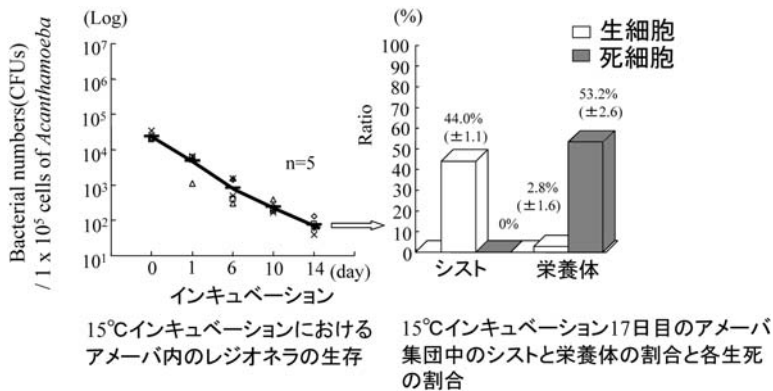 Bacterial numbers(CFUs)
/ 1 x 10⁵ cells of Acanthamoeba
(Log)
10⁷
10⁶
10⁵
10⁴
10³
10²
10¹
n=5
0 1 6 10 14 (day)
インキュベーション
15℃インキュベーションにおける
アメーバ内のレジオネラの生存
(%)
Ratio
100
90
80
70
60
50
40
30
20
10
0
生細胞
死細胞
44.0%
(±1.1)
0%
2.8%
(±1.6)
53.2%
(±2.6)
シスト 栄養体
15℃インキュベーション17日目のアメーバ
集団中のシストと栄養体の割合と各生死
の割合